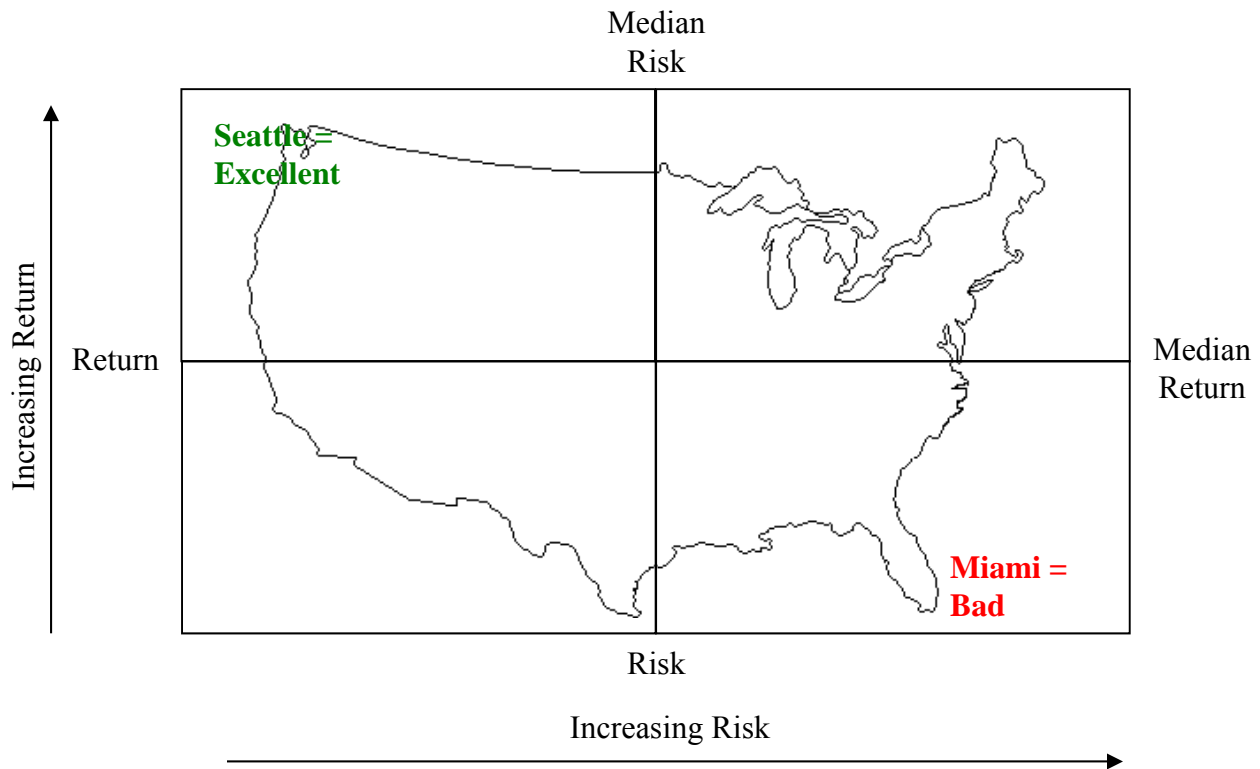 Median
Risk
Seattle =
Excellent
Increasing Return
Return
Median
Return
Miami =
Bad
Risk
Increasing Risk